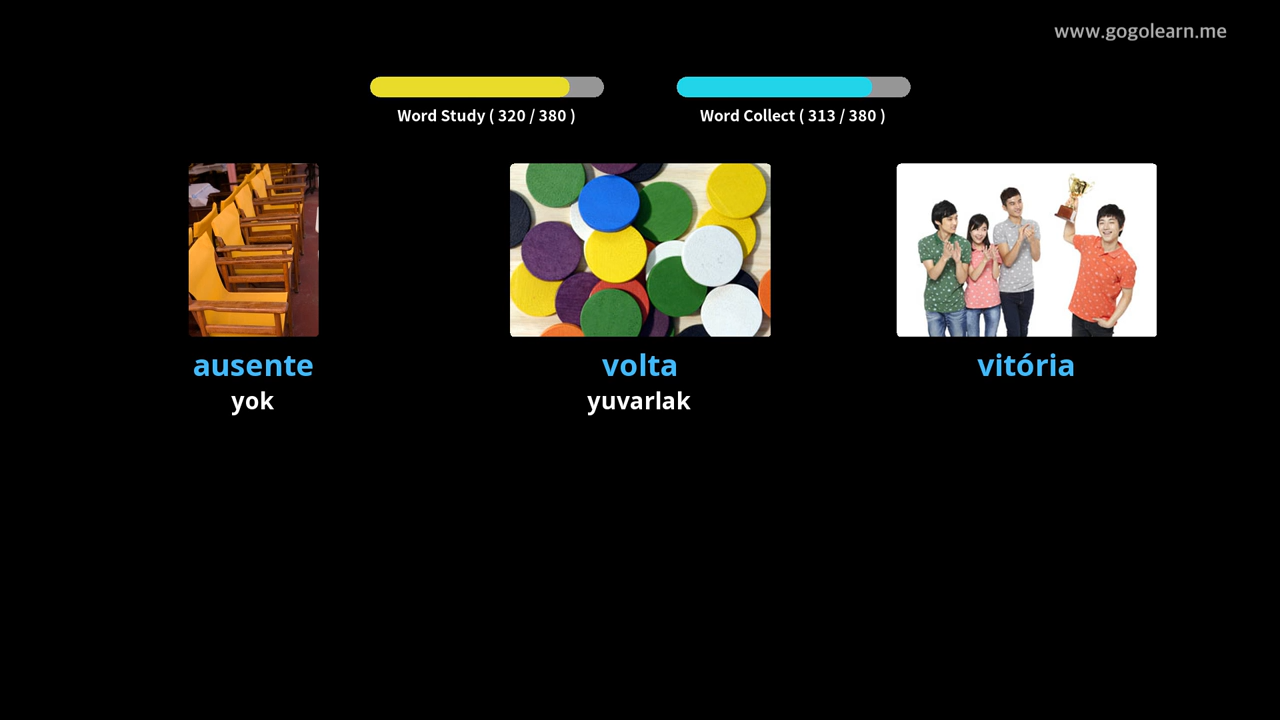 www.gogolearn.me
Word Study ( 320 / 380 )
Word Collect ( 313 / 380 )
ausente
yok
volta
yuvarlak
vitória